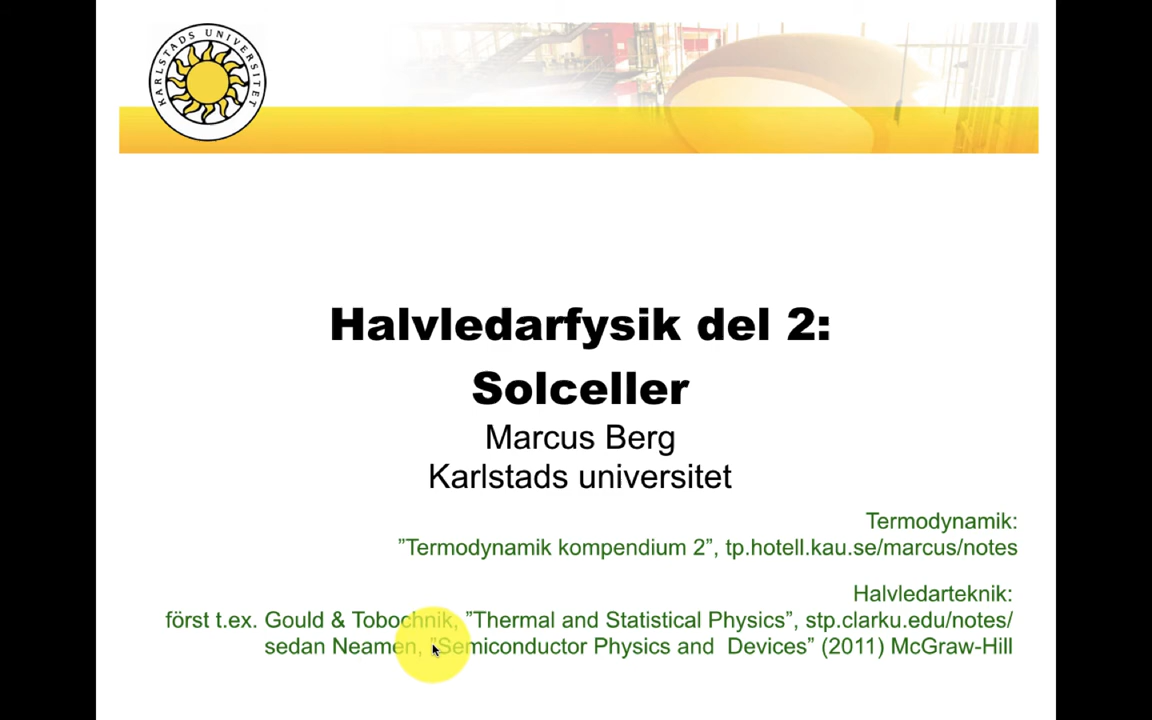 KARLSTADS UNIVERSITET
Halvledarfysik del 2:
Solceller
Marcus Berg
Karlstads universitet
Termodynamik:
”Termodynamik kompendium 2”, tp.hotell.kau.se/marcus/notes
Halvledarteknik:
först t.ex. Gould & Tobochnik, ”Thermal and Statistical Physics”, stp.clarku.edu/notes/
sedan Neamen, ”Semiconductor Physics and Devices” (2011) McGraw-Hill